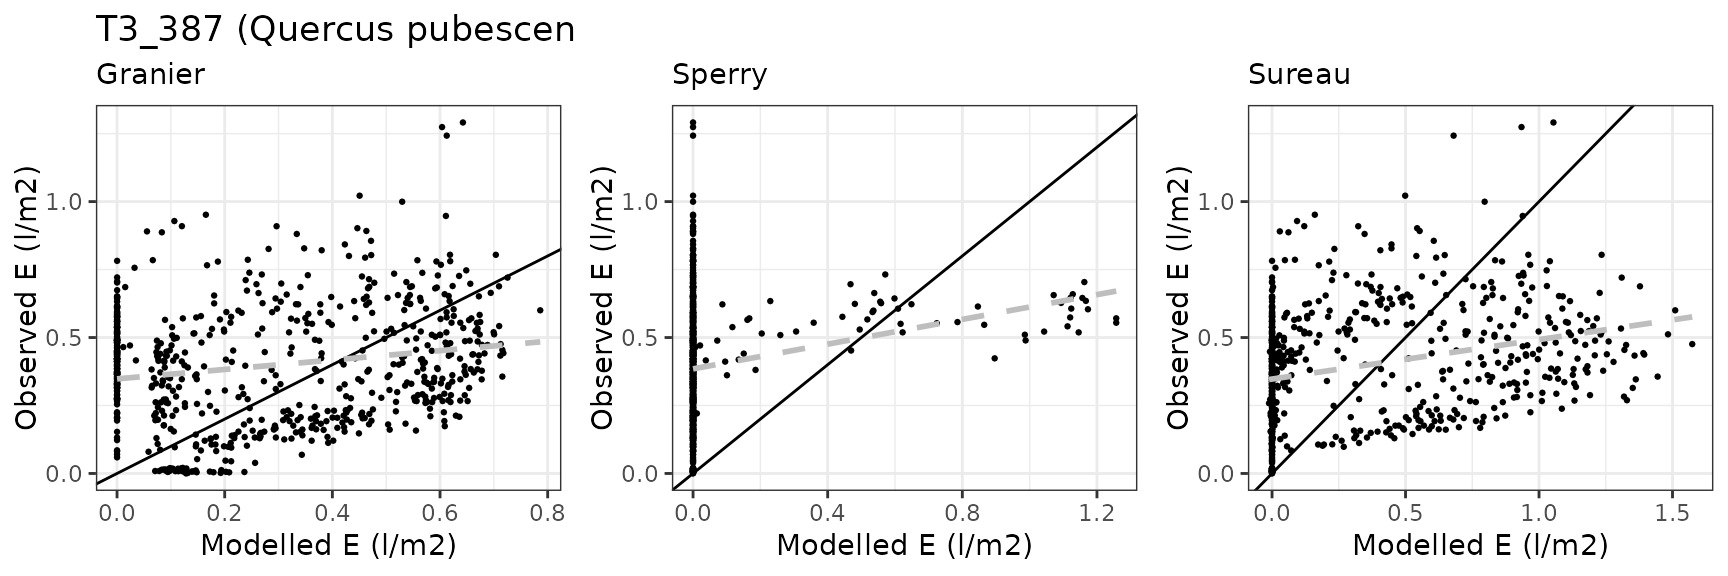 T3_387 (Quercus pubescen
Granier
Sperry
Sureau
Observed E (l/m2)
1.0
0.5
0.0
0.0 0.2 0.4 0.6 0.8
Modelled E (l/m2)
Observed E (l/m2)
1.0
0.5
0.0
0.0 0.4 0.8 1.2
Modelled E (l/m2)
Observed E (l/m2)
1.0
0.5
0.0
0.0 0.5 1.0 1.5
Modelled E (l/m2)